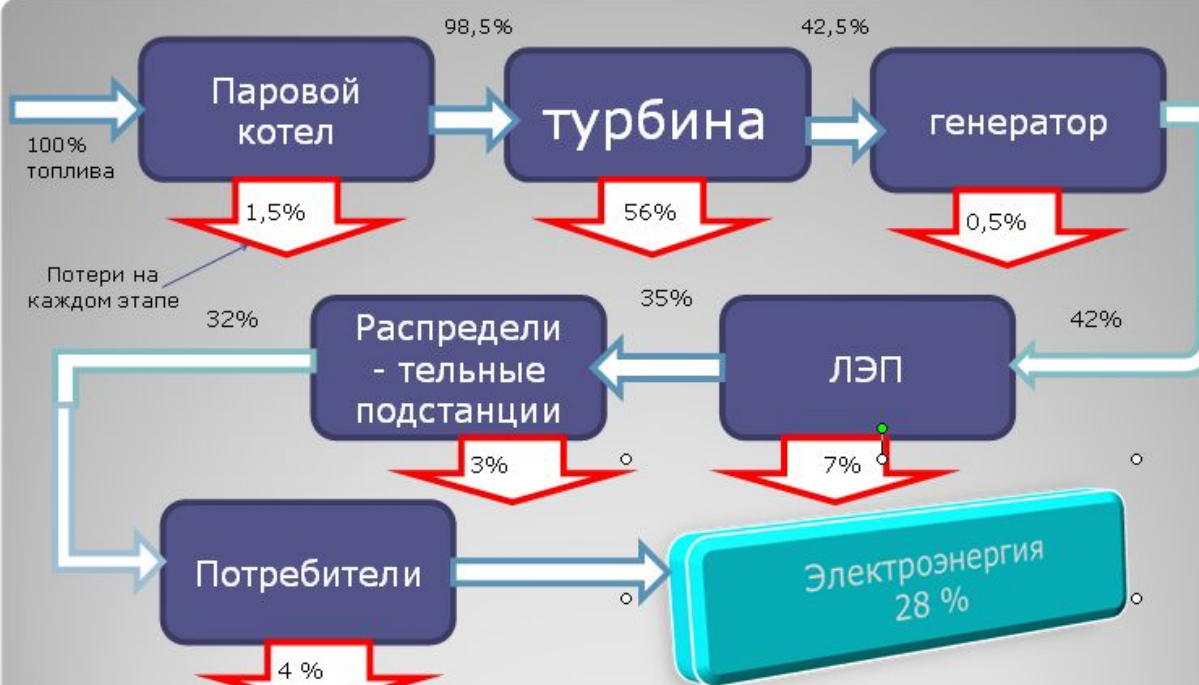 98,5%
42,5%
Паровой
котел
турбина
генератор
100%
топлива
1,5%
56%
0,5%
Потери на
каждом этапе
32%
35%
42%
Распредели
- тельные
подстанции
ЛЭП
3%
7%
Потребители
Электроэнергия
28 %
4 %